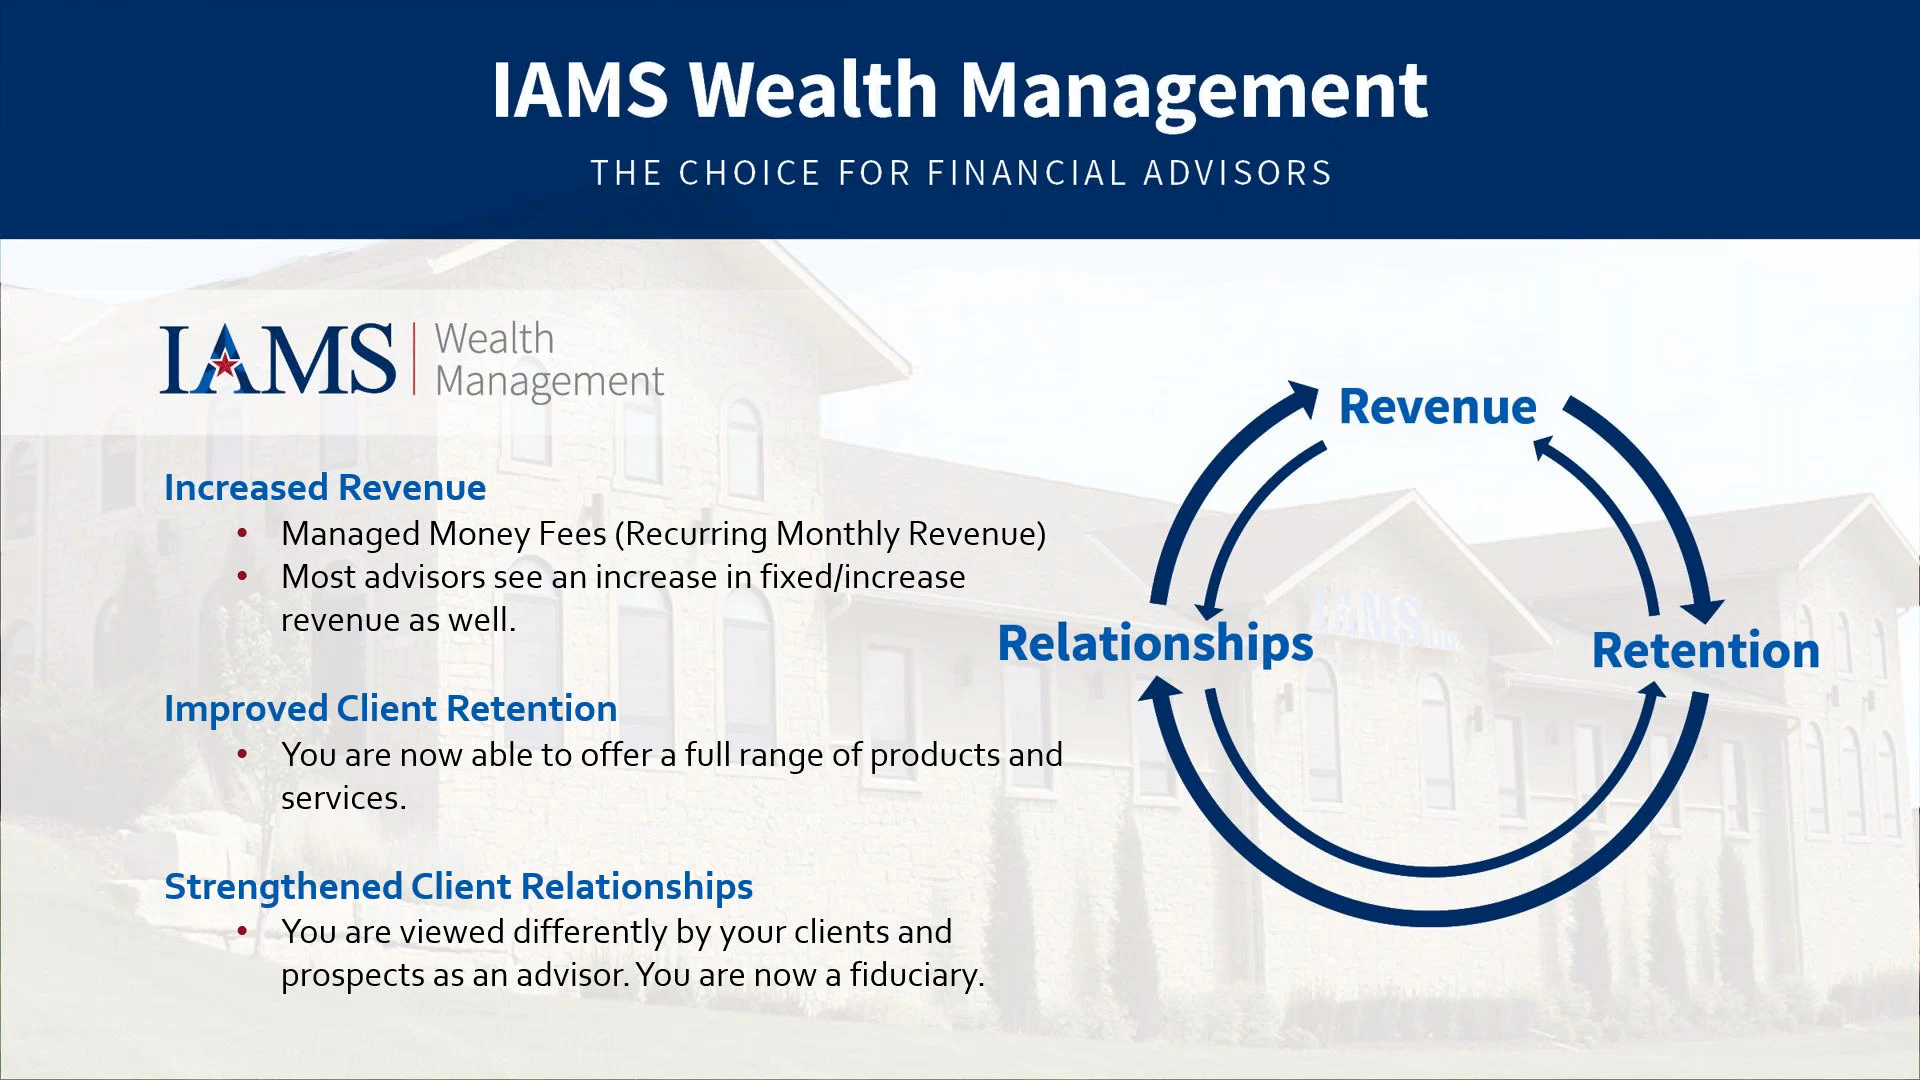 IAMS Wealth Management
THE CHOICE FOR FINANCIAL ADVISORS
IAMS Wealth
Management
Increased Revenue
• Managed Money Fees (Recurring Monthly Revenue)
• Most advisors see an increase in fixed/increase
revenue as well.
Improved Client Retention
• You are now able to offer a full range of products and
services.
Strengthened Client Relationships
• You are viewed differently by your clients and
prospects as an advisor. You are now a fiduciary.
Revenue
Relationships
Retention
IAMS Inc.